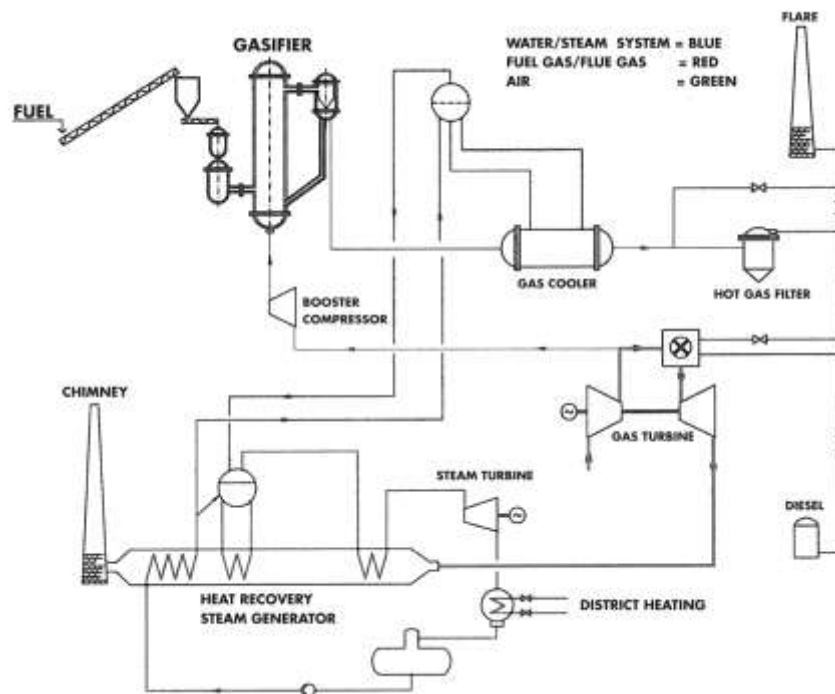 FLARE
GASIFIER
WATER/STEAM SYSTEM = BLUE
FUEL GAS/FLUE GAS = RED
AIR = GREEN
FUEL
GAS COOLER
HOT GAS FILTER
BOOSTER
COMPRESSOR
CHIMNEY
GAS TURBINE
STEAM TURBINE
DIESEL
HEAT RECOVERY
STEAM GENERATOR
DISTRICT HEATING